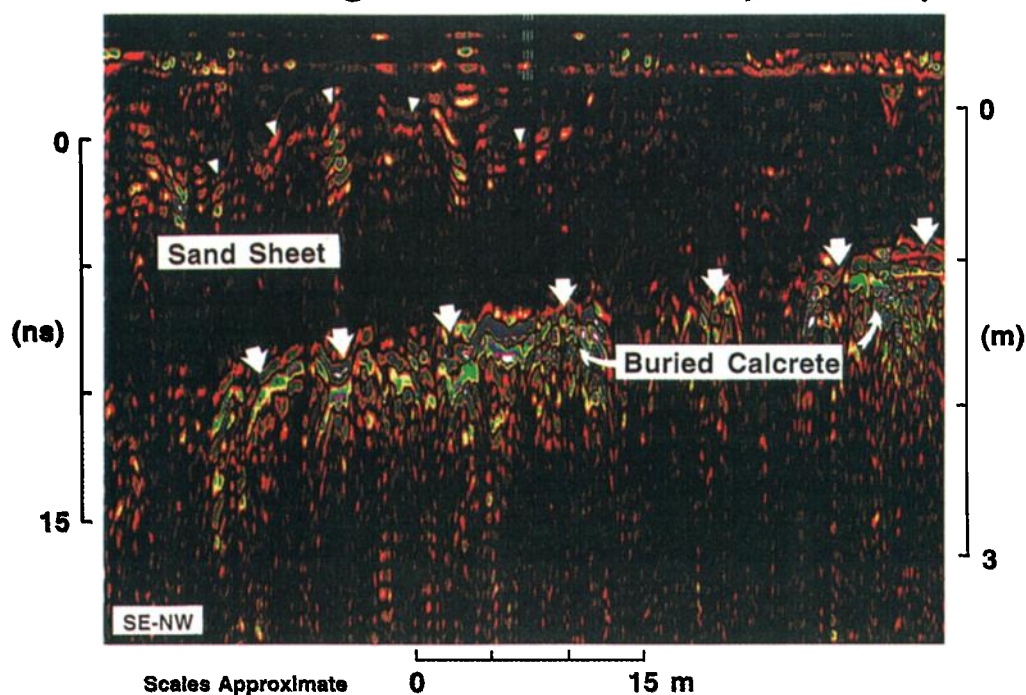 0
0
Sand Sheet
(ns)
(m)
Buried Calcrete
15
3
SE-NW
Scales Approximate 0 15 m